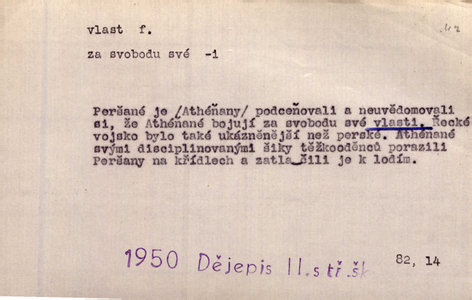 vlast f.
za svobodu své -i
Peršané je /Athéňany/ podceňovali a neuvědomovali
si, že Athéňané bojují za svobodu své vlasti. Řecké
vojsko bylo také ukázněnější než perské. Athéňané
svými disciplinovanými šiky těžkooděnců porazili
Peršany na křídlech a zatlačili je k lodím.
1950 Dějepis II.stř.šk
82, 14